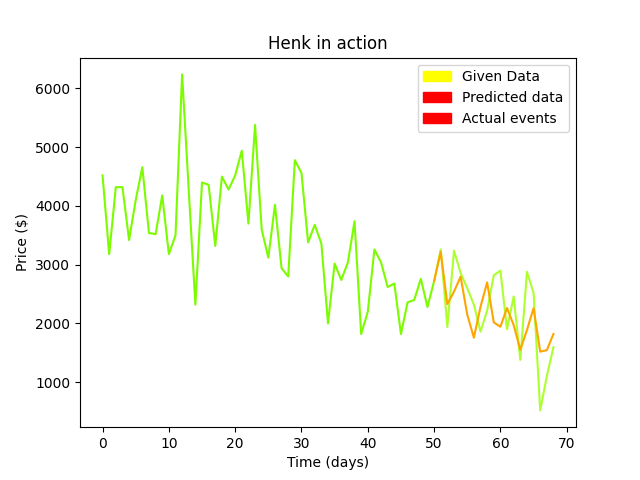 Henk in action
Given Data
Predicted data
Actual events
6000
5000
4000
3000
2000
1000
Price ($)
0 10 20 30 40 50 60 70
Time (days)